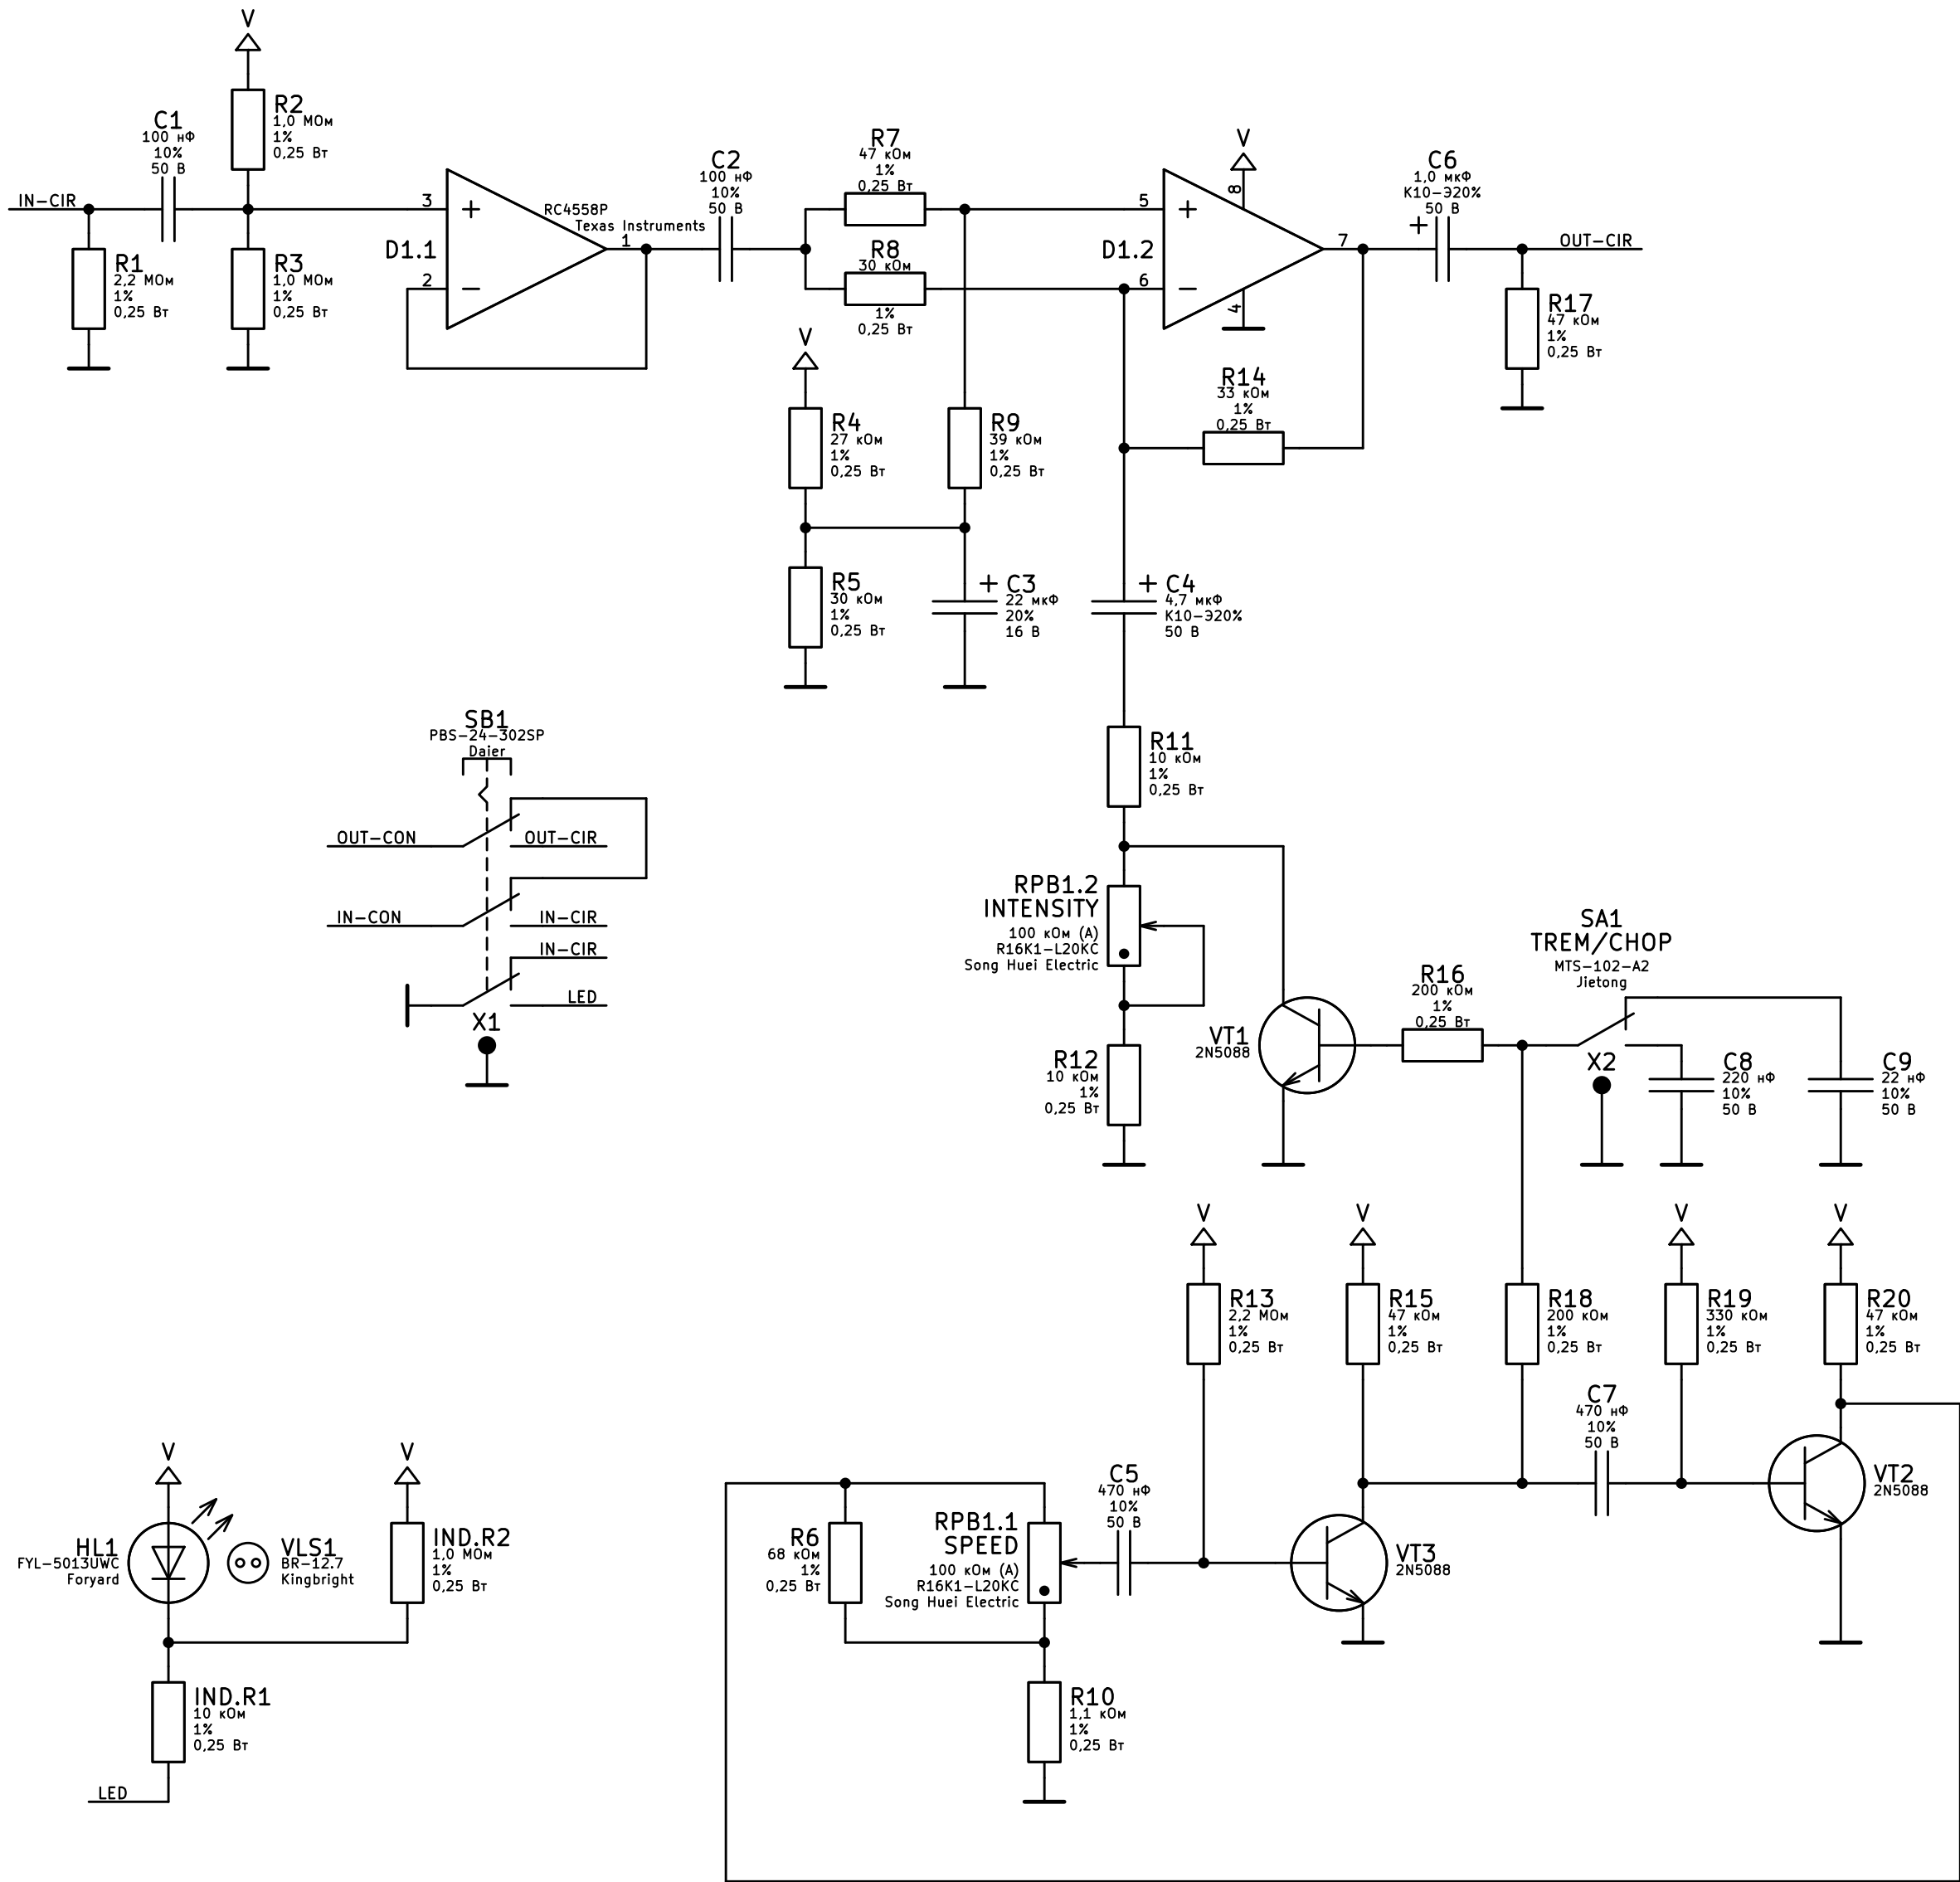 V
R2
1,0 МОм
1%
0,25 Вт
C1
100 нФ
10%
50 В
IN-CIR
R1
2,2 МОм
1%
0,25 Вт
R3
1,0 МОм
1%
0,25 Вт
3
2
D1.1
RC4558P
Texas Instruments
1
C2
100 нФ
10%
50 В
R7
47 кОм
1%
0,25 Вт
R8
30 кОм
1%
0,25 Вт
V
8
5
6
D1.2
4
7
C6
1,0 мкФ
К10-Э20%
50 В
OUT-CIR
R17
47 кОм
1%
0,25 Вт
R14
33 кОм
1%
0,25 Вт
V
R4
27 кОм
1%
0,25 Вт
R9
39 кОм
1%
0,25 Вт
R5
30 кОм
1%
0,25 Вт
C3
22 мкФ
20%
16 В
C4
4,7 мкФ
К10-Э20%
50 В
SB1
PBS-24-302SP
Daier
OUT-CON
OUT-CIR
IN-CON
IN-CIR
IN-CIR
LED
X1
R11
10 кОм
1%
0,25 Вт
RPB1.2
INTENSITY
100 кОм (A)
R16K1-L20KC
Song Huei Electric
R12
10 кОм
1%
0,25 Вт
VT1
2N5088
R16
200 кОм
1%
0,25 Вт
SA1
TREM/CHOP
MTS-102-A2
Jietong
X2
C8
220 нФ
10%
50 В
C9
22 нФ
10%
50 В
V
R13
2,2 МОм
1%
0,25 Вт
V
R15
47 кОм
1%
0,25 Вт
R18
200 кОм
1%
0,25 Вт
V
R19
330 кОм
1%
0,25 Вт
V
R20
47 кОм
1%
0,25 Вт
C7
470 нФ
10%
50 В
VT2
2N5088
C5
470 нФ
10%
50 В
VT3
2N5088
R6
68 кОм
1%
0,25 Вт
RPB1.1
SPEED
100 кОм (A)
R16K1-L20KC
Song Huei Electric
R10
1,1 кОм
1%
0,25 Вт
V
HL1
FYL-5013UWC
Foryard
VLS1
BR-12.7
Kingbright
V
IND.R2
1,0 МОм
1%
0,25 Вт
IND.R1
10 кОм
1%
0,25 Вт
LED